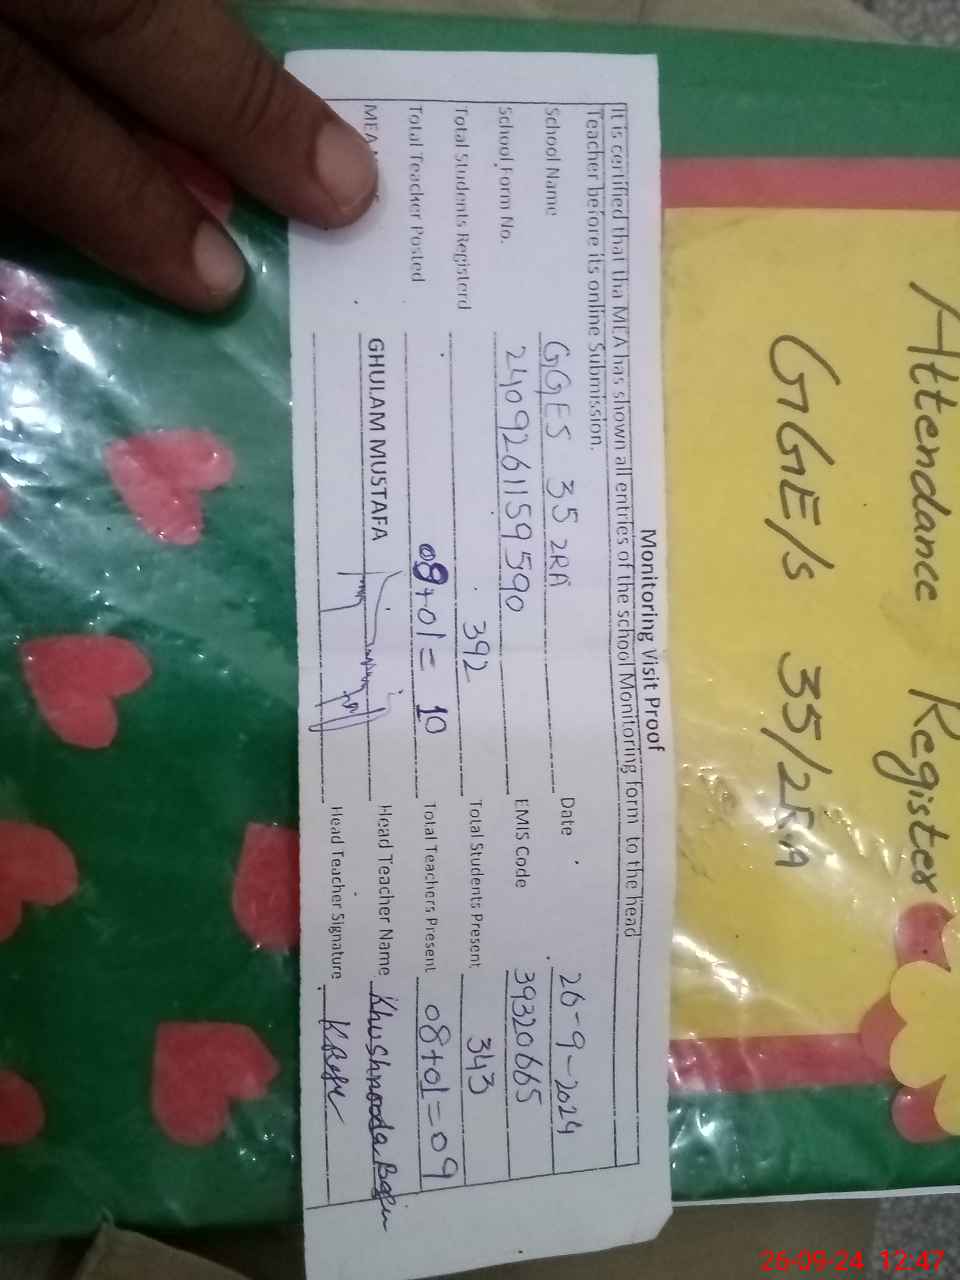 Attendance Register
GGE/s 35/2RA
Monitoring Visit Proof
It is certified that tha MEA has shown all entries of the school Monitoring form to the head
Teacher before its online Submission.
School Name GGES 35 2RA Date 26-9-2024
School Form No. 2409261159590 EMIS Code 39320665
Total Students Registerd 392 Total Students Present 343
Total Teacher Posted 08+01= 10 Total Teachers Present 08+01=09
MEA GHULAM MUSTAFA Head Teacher Name Khushnooda
Head Teacher Signature
26-09-24 12:47